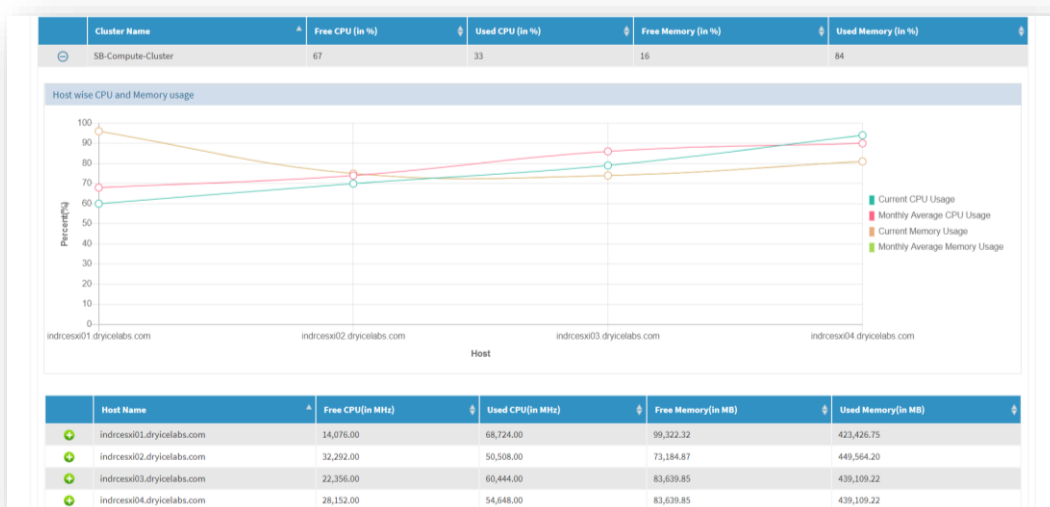 Cluster Name Free CPU (in %) Used CPU (in %) Free Memory (in %) Used Memory (in %)
SB-Compute-Cluster 67 33 16 84
Host wise CPU and Memory usage
100
90
80
70
60
50
40
30
20
10
0
Percent(%)
Current CPU Usage
Monthly Average CPU Usage
Current Memory Usage
Monthly Average Memory Usage
indrcesxi01.dryicelabs.com indrcesxi02.dryicelabs.com indrcesxi03.dryicelabs.com indrcesxi04.dryicelabs.com
Host
Host Name Free CPU(in MHz) Used CPU(in MHz) Free Memory(in MB) Used Memory(in MB)
indrcesxi01.dryicelabs.com 14,076.00 68,724.00 99,322.32 423,426.75
indrcesxi02.dryicelabs.com 32,292.00 50,508.00 73,184.87 449,564.20
indrcesxi03.dryicelabs.com 22,356.00 60,444.00 83,639.85 439,109.22
indrcesxi04.dryicelabs.com 28,152.00 54,648.00 83,639.85 439,109.22